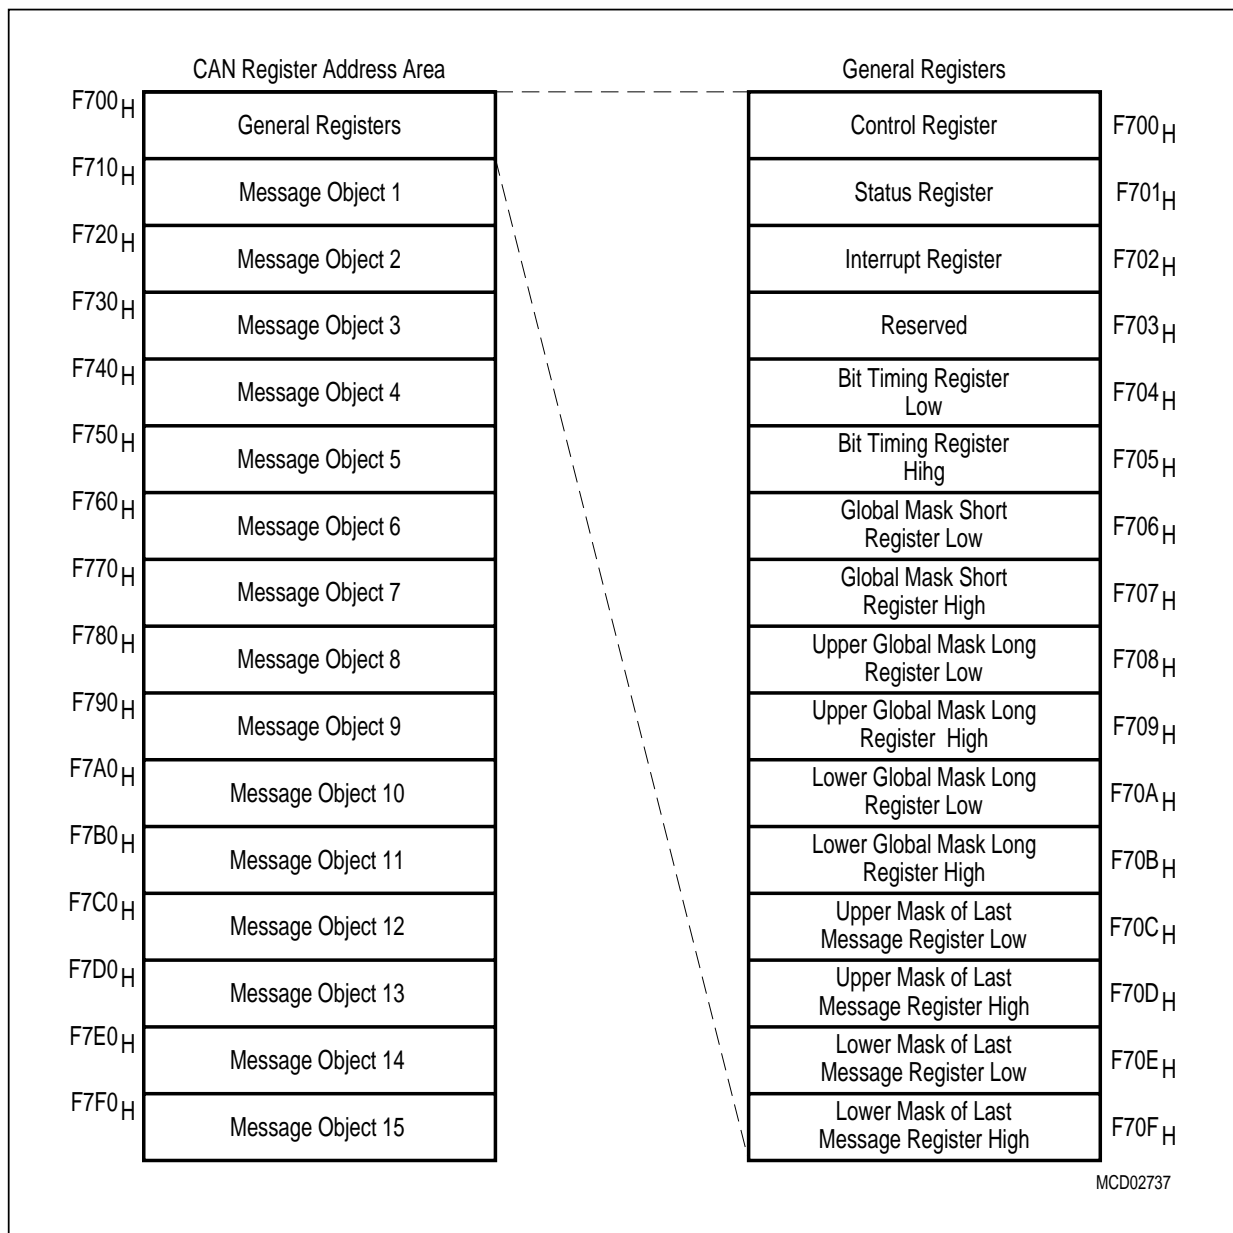 CAN Register Address Area
F700H
General Registers
F710H
Message Object 1
F720H
Message Object 2
F730H
Message Object 3
F740H
Message Object 4
F750H
Message Object 5
F760H
Message Object 6
F770H
Message Object 7
F780H
Message Object 8
F790H
Message Object 9
F7A0H
Message Object 10
F7B0H
Message Object 11
F7C0H
Message Object 12
F7D0H
Message Object 13
F7E0H
Message Object 14
F7F0H
Message Object 15
General Registers
Control Register
F700H
Status Register
F701H
Interrupt Register
F702H
Reserved
F703H
Bit Timing Register
Low
F704H
Bit Timing Register
Hihg
F705H
Global Mask Short
Register Low
F706H
Global Mask Short
Register High
F707H
Upper Global Mask Long
Register Low
F708H
Upper Global Mask Long
Register High
F709H
Lower Global Mask Long
Register Low
F70AH
Lower Global Mask Long
Register High
F70BH
Upper Mask of Last
Message Register Low
F70CH
Upper Mask of Last
Message Register High
F70DH
Lower Mask of Last
Message Register Low
F70EH
Lower Mask of Last
Message Register High
F70FH
MCD02737